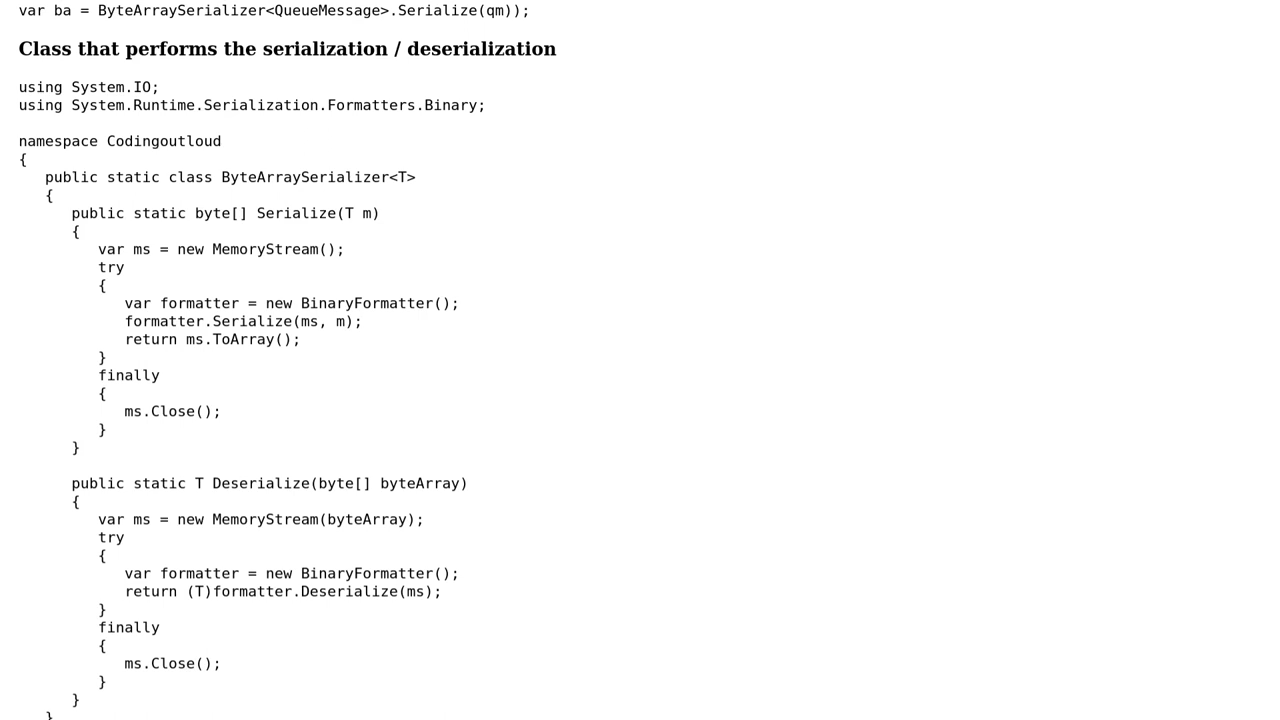 var ba = ByteArraySerializer<QueueMessage>.Serialize(qm));
Class that performs the serialization / deserialization
using System.IO;
using System.Runtime.Serialization.Formatters.Binary;
namespace Codingoutloud
{
   public static class ByteArraySerializer<T>
   {
      public static byte[] Serialize(T m)
      {
         var ms = new MemoryStream();
         try
         {
            var formatter = new BinaryFormatter();
            formatter.Serialize(ms, m);
            return ms.ToArray();
         }
         finally
         {
            ms.Close();
         }
      }
      public static T Deserialize(byte[] byteArray)
      {
         var ms = new MemoryStream(byteArray);
         try
         {
            var formatter = new BinaryFormatter();
            return (T)formatter.Deserialize(ms);
         }
         finally
         {
            ms.Close();
         }
      }
   }